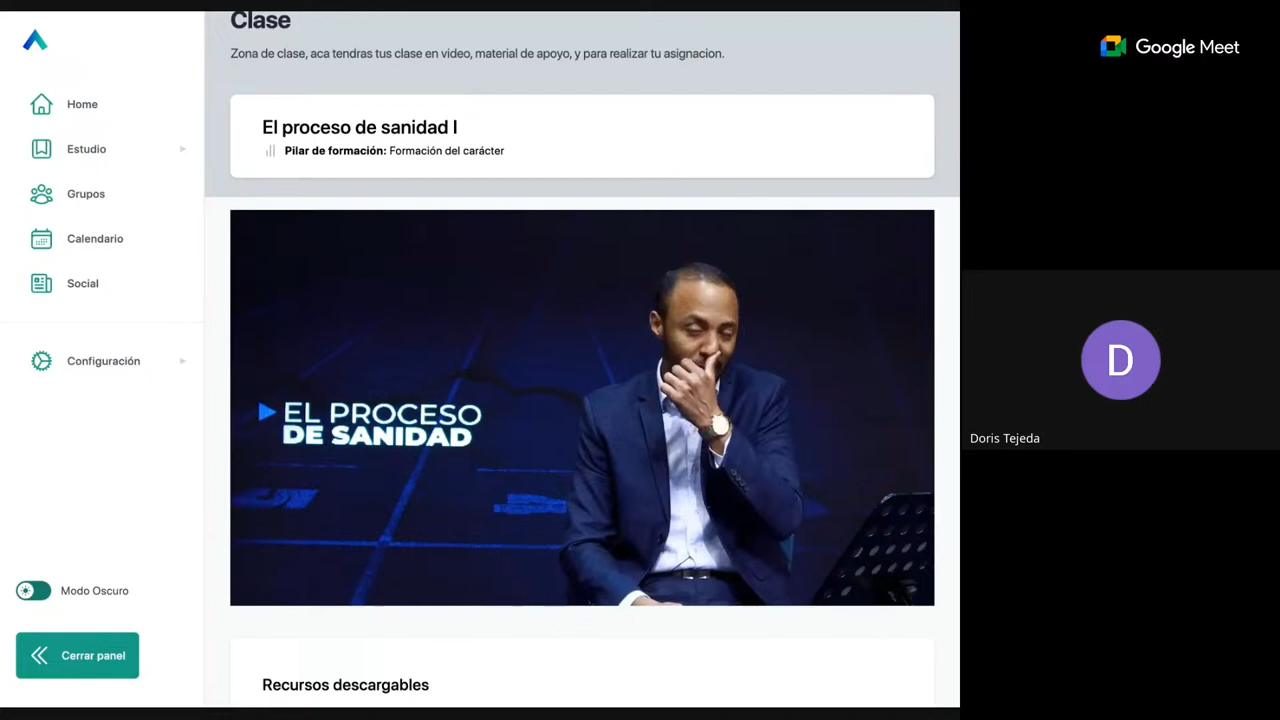 Clase
Zona de clase, aca tendras tus clase en video, material de apoyo, y para realizar tu asignacion.
Google Meet
Home
Estudio
Grupos
Calendario
Social
Configuración
Modo Oscuro
Cerrar panel
El proceso de sanidad I
Pilar de formación: Formación del carácter
EL PROCESO
DE SANIDAD
Recursos descargables
D
Doris Tejeda